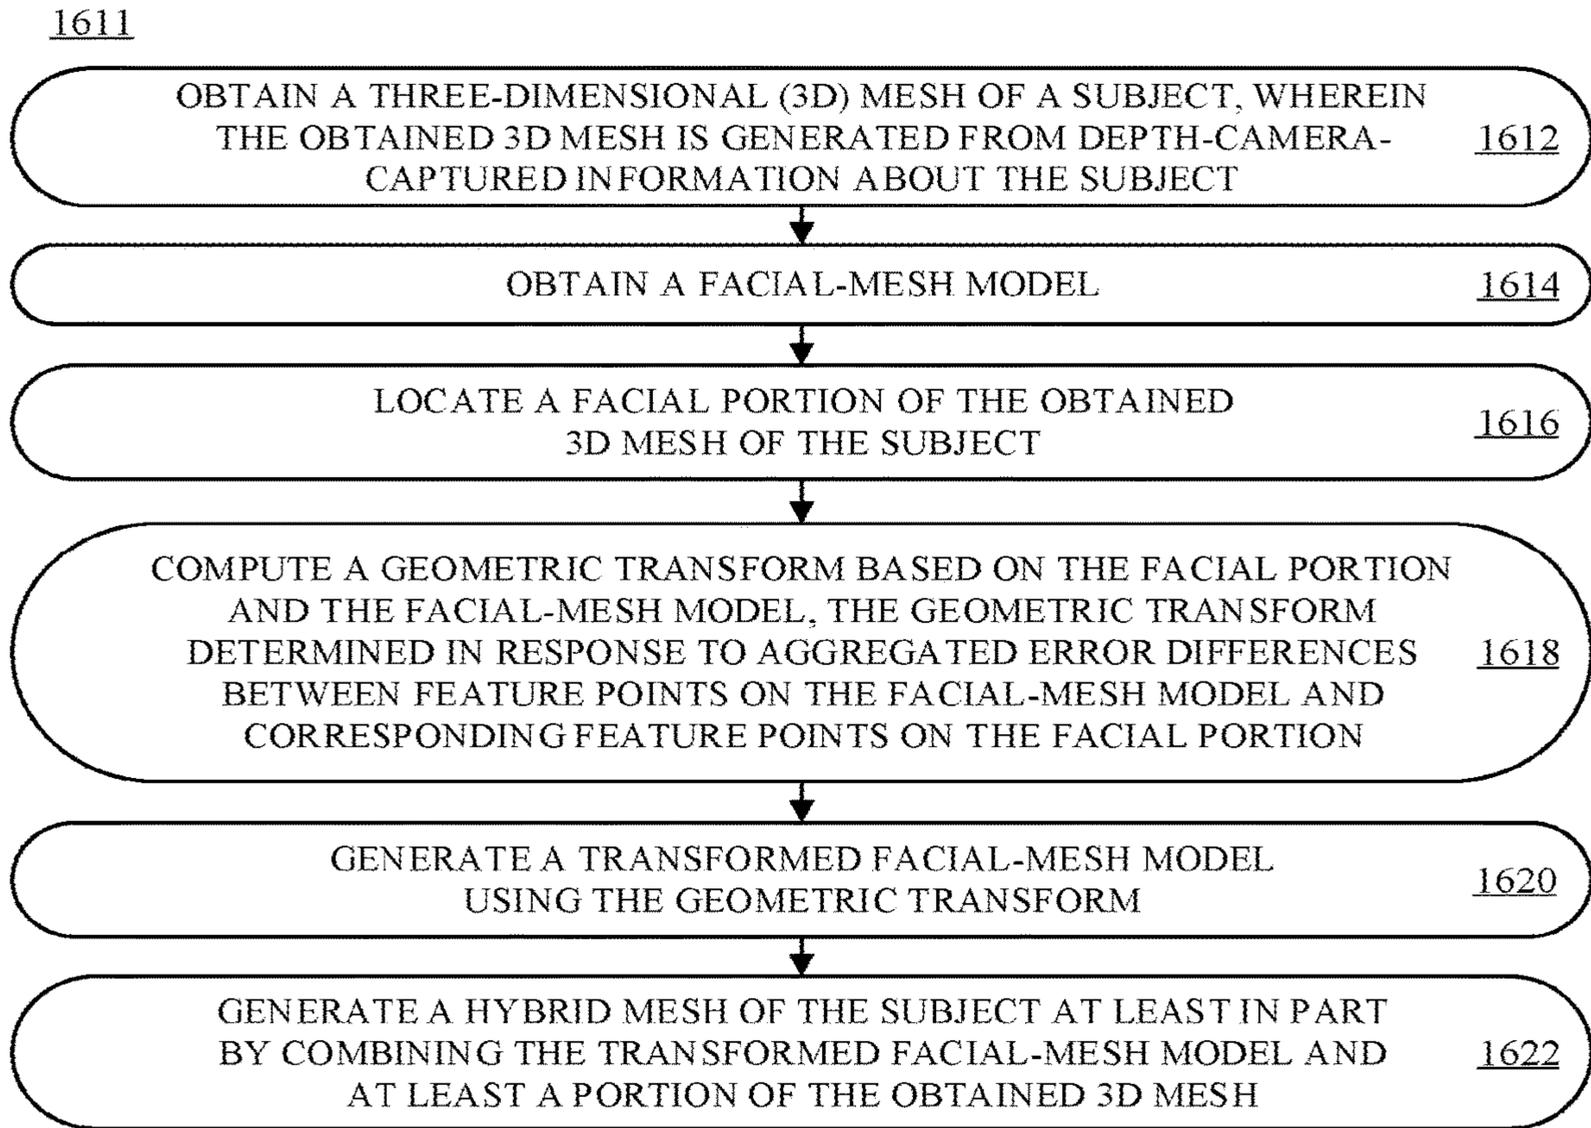 1611
OBTAIN A THREE-DIMENSIONAL (3D) MESH OF A SUBJECT, WHEREIN
THE OBTAINED 3D MESH IS GENERATED FROM DEPTH-CAMERA-
CAPTURED INFORMATION ABOUT THE SUBJECT
1612
OBTAIN A FACIAL-MESH MODEL
1614
LOCATE A FACIAL PORTION OF THE OBTAINED
3D MESH OF THE SUBJECT
1616
COMPUTE A GEOMETRIC TRANSFORM BASED ON THE FACIAL PORTION
AND THE FACIAL-MESH MODEL, THE GEOMETRIC TRANSFORM
DETERMINED IN RESPONSE TO AGGREGATED ERROR DIFFERENCES
BETWEEN FEATURE POINTS ON THE FACIAL-MESH MODEL AND
CORRESPONDING FEATURE POINTS ON THE FACIAL PORTION
1618
GENERATE A TRANSFORMED FACIAL-MESH MODEL
USING THE GEOMETRIC TRANSFORM
1620
GENERATE A HYBRID MESH OF THE SUBJECT AT LEAST IN PART
BY COMBINING THE TRANSFORMED FACIAL-MESH MODEL AND
AT LEAST A PORTION OF THE OBTAINED 3D MESH
1622